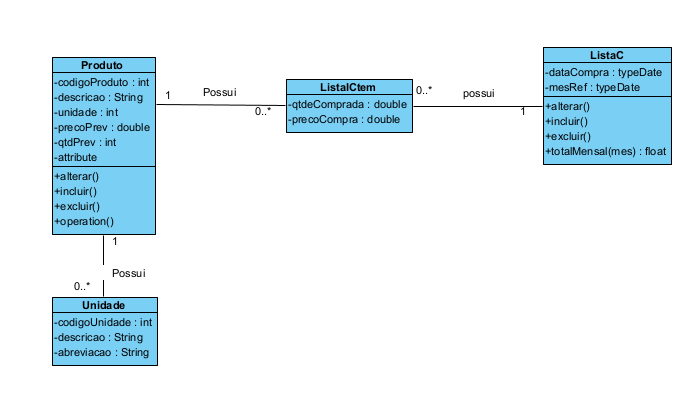 Produto
-codigoProduto : int
-descricao : String
-unidade : int
-precoPrev : double
-qtdPrev : int
-attribute
+alterar()
+incluir()
+excluir()
+operation()
1
Possui
0..*
ListaICtem
-qtdeComprada : double
-precoCompra : double
0..*
possui
1
ListaC
-dataCompra : typeDate
-mesRef : typeDate
+alterar()
+incluir()
+excluir()
+totalMensal(mes) : float
1
Possui
0..*
Unidade
-codigoUnidade : int
-descricao : String
-abreviacao : String